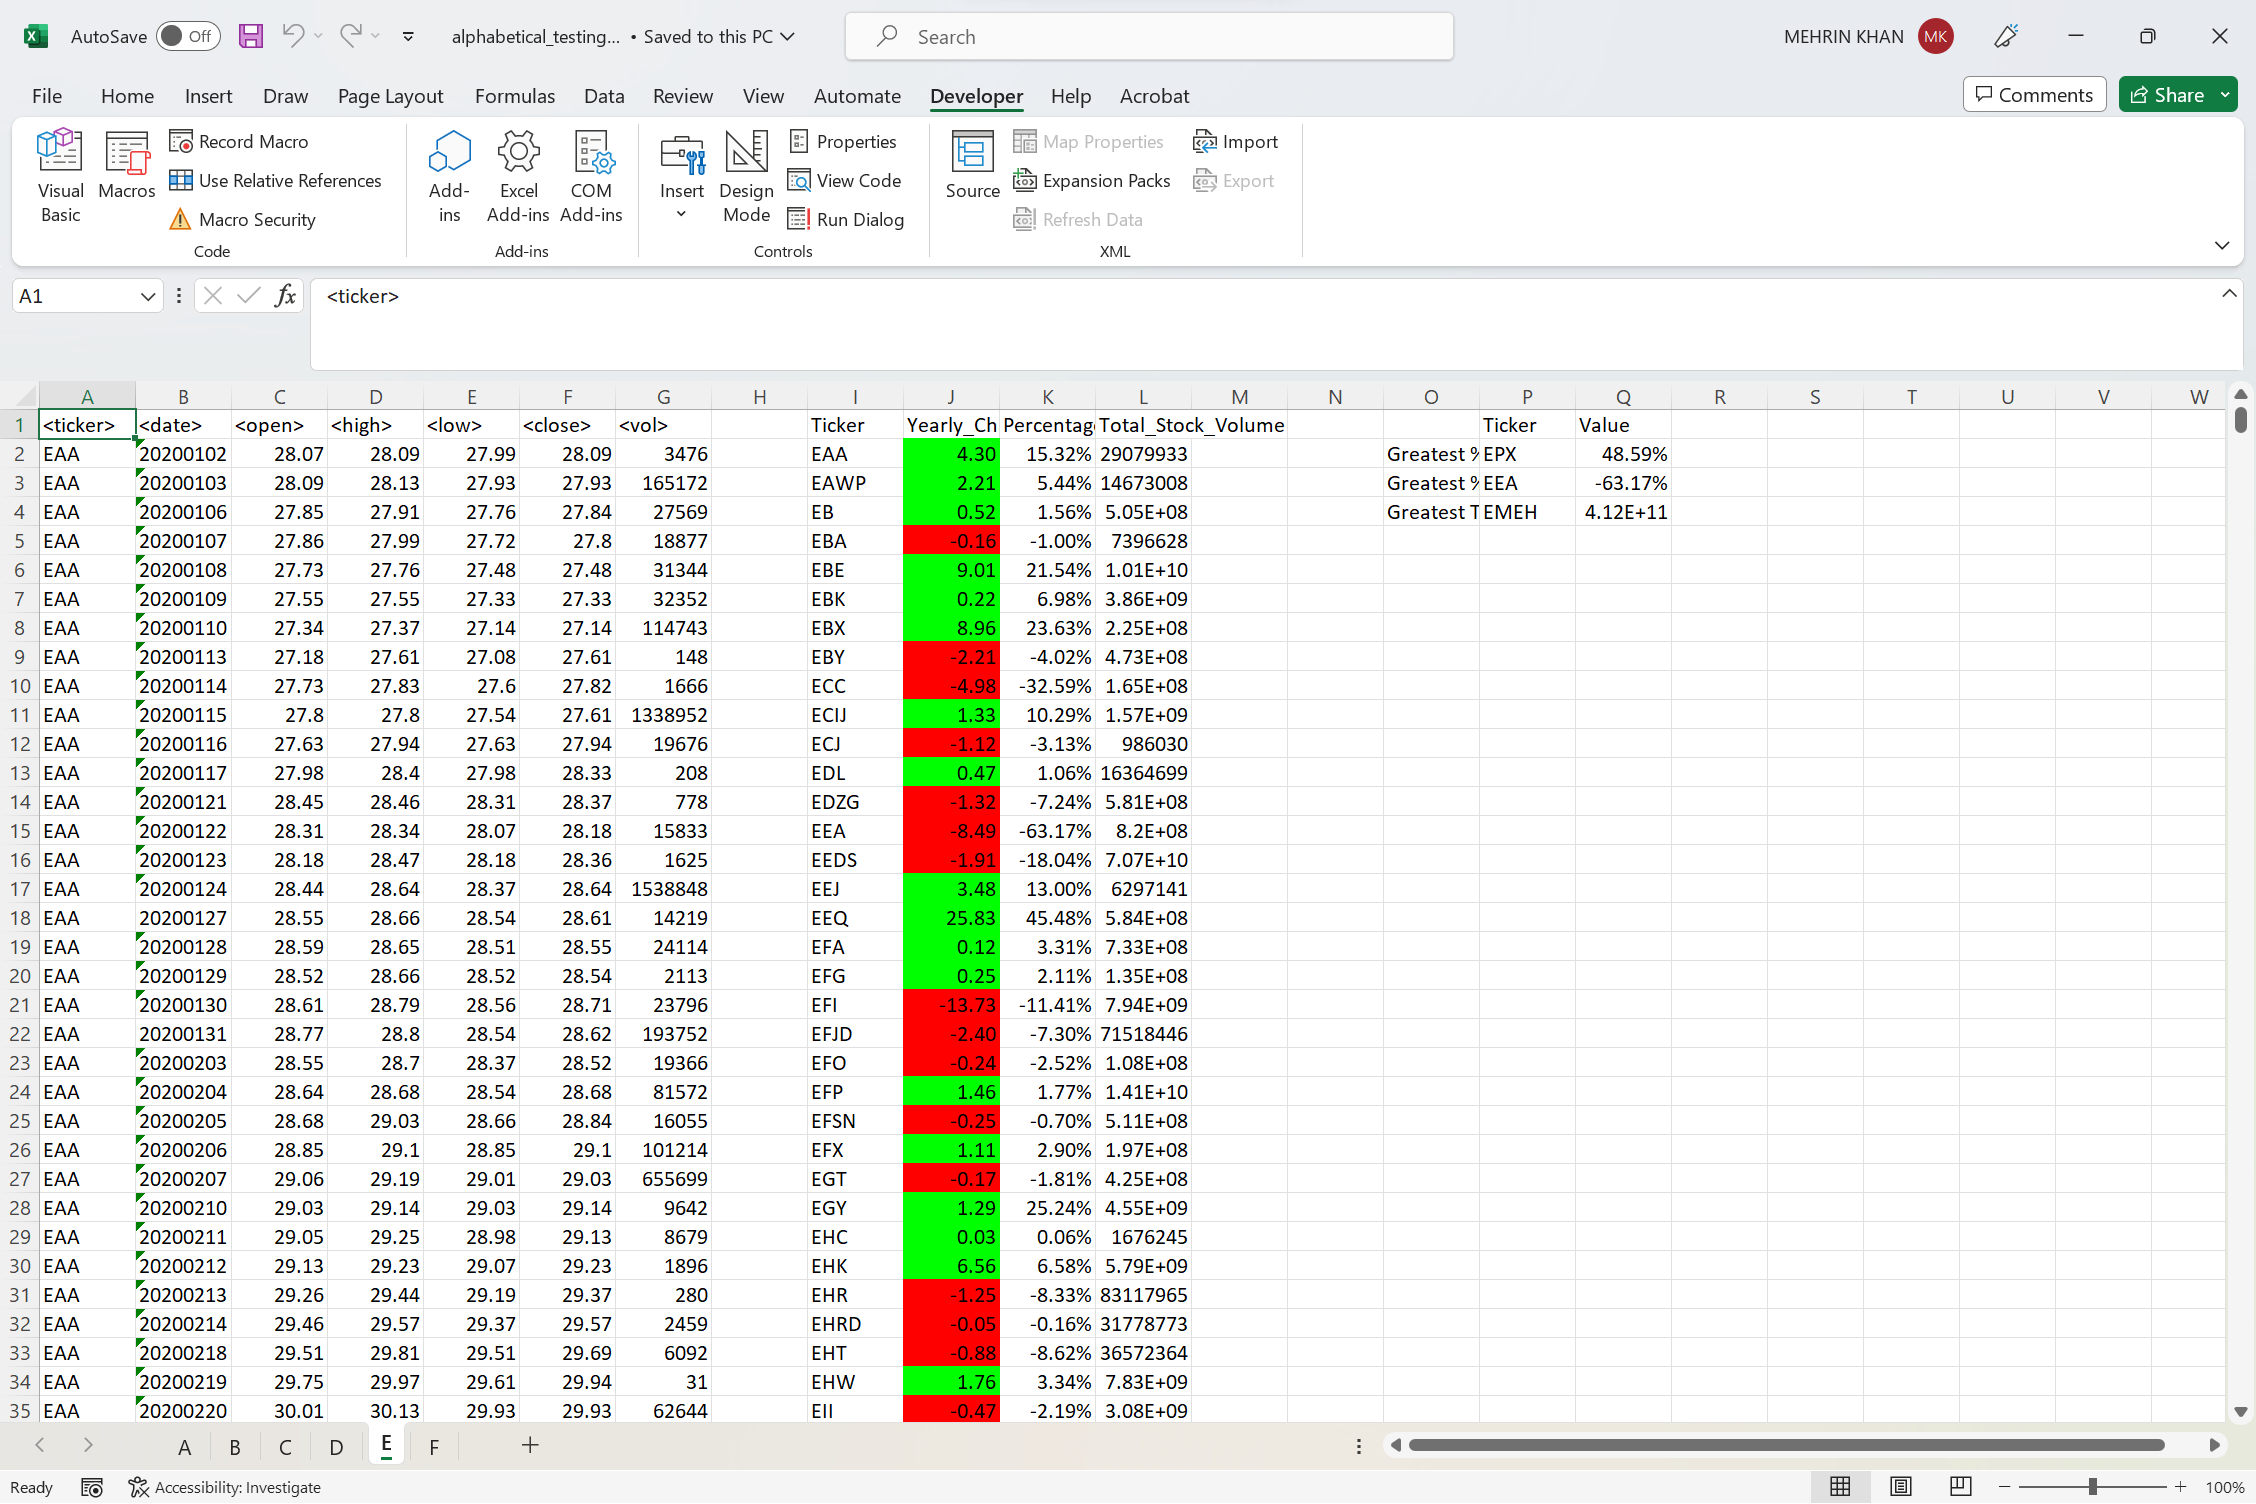 AutoSave Off alphabetical_testing... • Saved to this PC Search MEHRIN KHAN MK
File Home Insert Draw Page Layout Formulas Data Review View Automate Developer Help Acrobat Comments Share
Visual Basic
Macros
Record Macro
Use Relative References
Macro Security
Code
Add-ins
Excel Add-ins
COM Add-ins
Add-ins
Insert
Design Mode
Properties
View Code
Run Dialog
Controls
Source
Map Properties
Expansion Packs
Refresh Data
Import
Export
XML
A1 fx <ticker>
A B C D E F G H I J K L M N O P Q R S T U V W
1 <ticker> <date> <open> <high> <low> <close> <vol> Ticker Yearly_Ch Percentag Total_Stock_Volume Ticker Value
2 EAA 20200102 28.07 28.09 27.99 28.09 3476 EAA 4.30 15.32% 29079933 Greatest % EPX 48.59%
3 EAA 20200103 28.09 28.13 27.93 27.93 165172 EAWP 2.21 5.44% 14673008 Greatest % EEA -63.17%
4 EAA 20200106 27.85 27.91 27.76 27.84 27569 EB 0.52 1.56% 5.05E+08 Greatest T EMEH 4.12E+11
5 EAA 20200107 27.86 27.99 27.72 27.8 18877 EBA -0.16 -1.00% 7396628
6 EAA 20200108 27.73 27.76 27.48 27.48 31344 EBE 9.01 21.54% 1.01E+10
7 EAA 20200109 27.55 27.55 27.33 27.33 32352 EBK 0.22 6.98% 3.86E+09
8 EAA 20200110 27.34 27.37 27.14 27.14 114743 EBX 8.96 23.63% 2.25E+08
9 EAA 20200113 27.18 27.61 27.08 27.61 148 EBY -2.21 -4.02% 4.73E+08
10 EAA 20200114 27.73 27.83 27.6 27.82 1666 ECC -4.98 -32.59% 1.65E+08
11 EAA 20200115 27.8 27.8 27.54 27.61 1338952 ECIJ 1.33 10.29% 1.57E+09
12 EAA 20200116 27.63 27.94 27.63 27.94 19676 ECJ -1.12 -3.13% 986030
13 EAA 20200117 27.98 28.4 27.98 28.33 208 EDL 0.47 1.06% 16364699
14 EAA 20200121 28.45 28.46 28.31 28.37 778 EDZG -1.32 -7.24% 5.81E+08
15 EAA 20200122 28.31 28.34 28.07 28.18 15833 EEA -8.49 -63.17% 8.2E+08
16 EAA 20200123 28.18 28.47 28.18 28.36 1625 EEDS -1.91 -18.04% 7.07E+10
17 EAA 20200124 28.44 28.64 28.37 28.64 1538848 EEJ 3.48 13.00% 6297141
18 EAA 20200127 28.55 28.66 28.54 28.61 14219 EEQ 25.83 45.48% 5.84E+08
19 EAA 20200128 28.59 28.65 28.51 28.55 24114 EFA 0.12 3.31% 7.33E+08
20 EAA 20200129 28.52 28.66 28.52 28.54 2113 EFG 0.25 2.11% 1.35E+08
21 EAA 20200130 28.61 28.79 28.56 28.71 23796 EFI -13.73 -11.41% 7.94E+09
22 EAA 20200131 28.77 28.8 28.54 28.62 193752 EFJD -2.40 -7.30% 71518446
23 EAA 20200203 28.55 28.7 28.37 28.52 19366 EFO -0.24 -2.52% 1.08E+08
24 EAA 20200204 28.64 28.68 28.54 28.68 81572 EFP 1.46 1.77% 1.41E+10
25 EAA 20200205 28.68 29.03 28.66 28.84 16055 EFSN -0.25 -0.70% 5.11E+08
26 EAA 20200206 28.85 29.1 28.85 29.1 101214 EFX 1.11 2.90% 1.97E+08
27 EAA 20200207 29.06 29.19 29.01 29.03 655699 EGT -0.17 -1.81% 4.25E+08
28 EAA 20200210 29.03 29.14 29.03 29.14 9642 EGY 1.29 25.24% 4.55E+09
29 EAA 20200211 29.05 29.25 28.98 29.13 8679 EHC 0.03 0.06% 1676245
30 EAA 20200212 29.13 29.23 29.07 29.23 1896 EHK 6.56 6.58% 5.79E+09
31 EAA 20200213 29.26 29.44 29.19 29.37 280 EHR -1.25 -8.33% 83117965
32 EAA 20200214 29.46 29.57 29.37 29.57 2459 EHRD -0.05 -0.16% 31778773
33 EAA 20200218 29.51 29.81 29.51 29.69 6092 EHT -0.88 -8.62% 36572364
34 EAA 20200219 29.75 29.97 29.61 29.94 31 EHW 1.76 3.34% 7.83E+09
35 EAA 20200220 30.01 30.13 29.93 29.93 62644 EII -0.47 -2.19% 3.08E+09
A B C D E F
Ready Accessibility: Investigate 100%